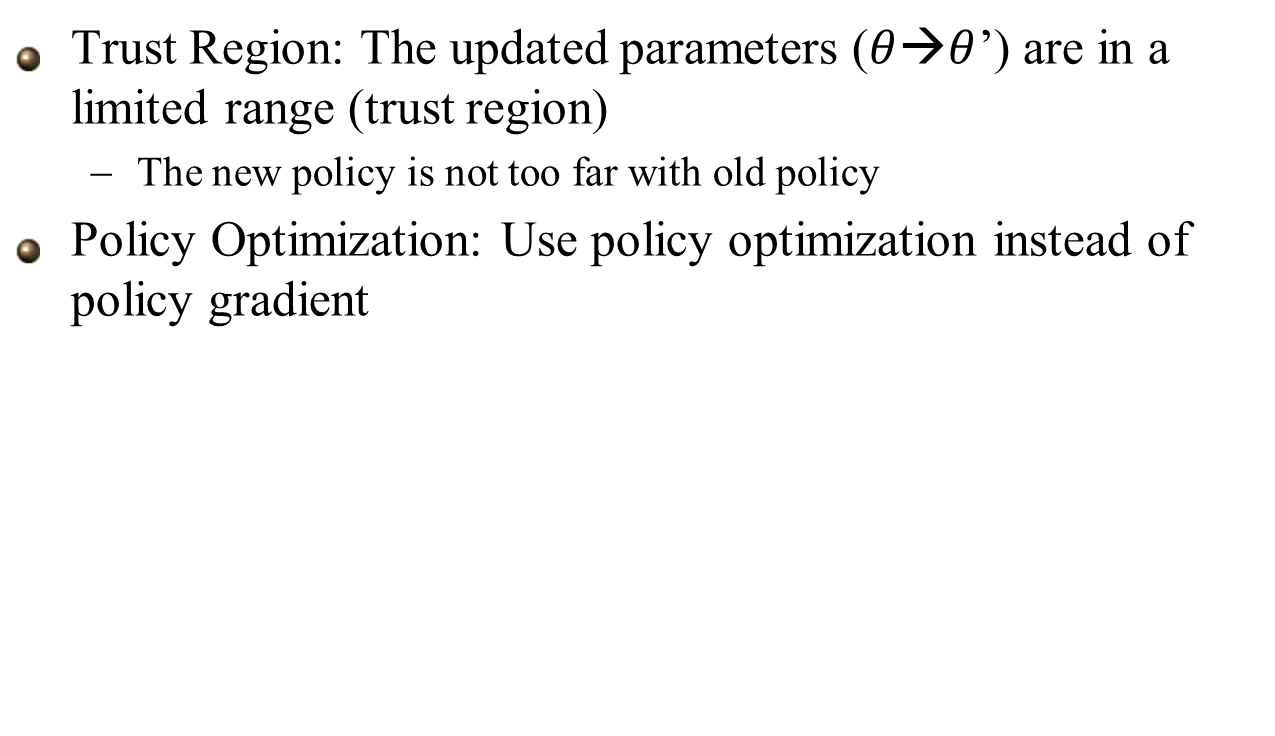 Trust Region: The updated parameters (θ→θ’) are in a
limited range (trust region)
– The new policy is not too far with old policy
Policy Optimization: Use policy optimization instead of
policy gradient